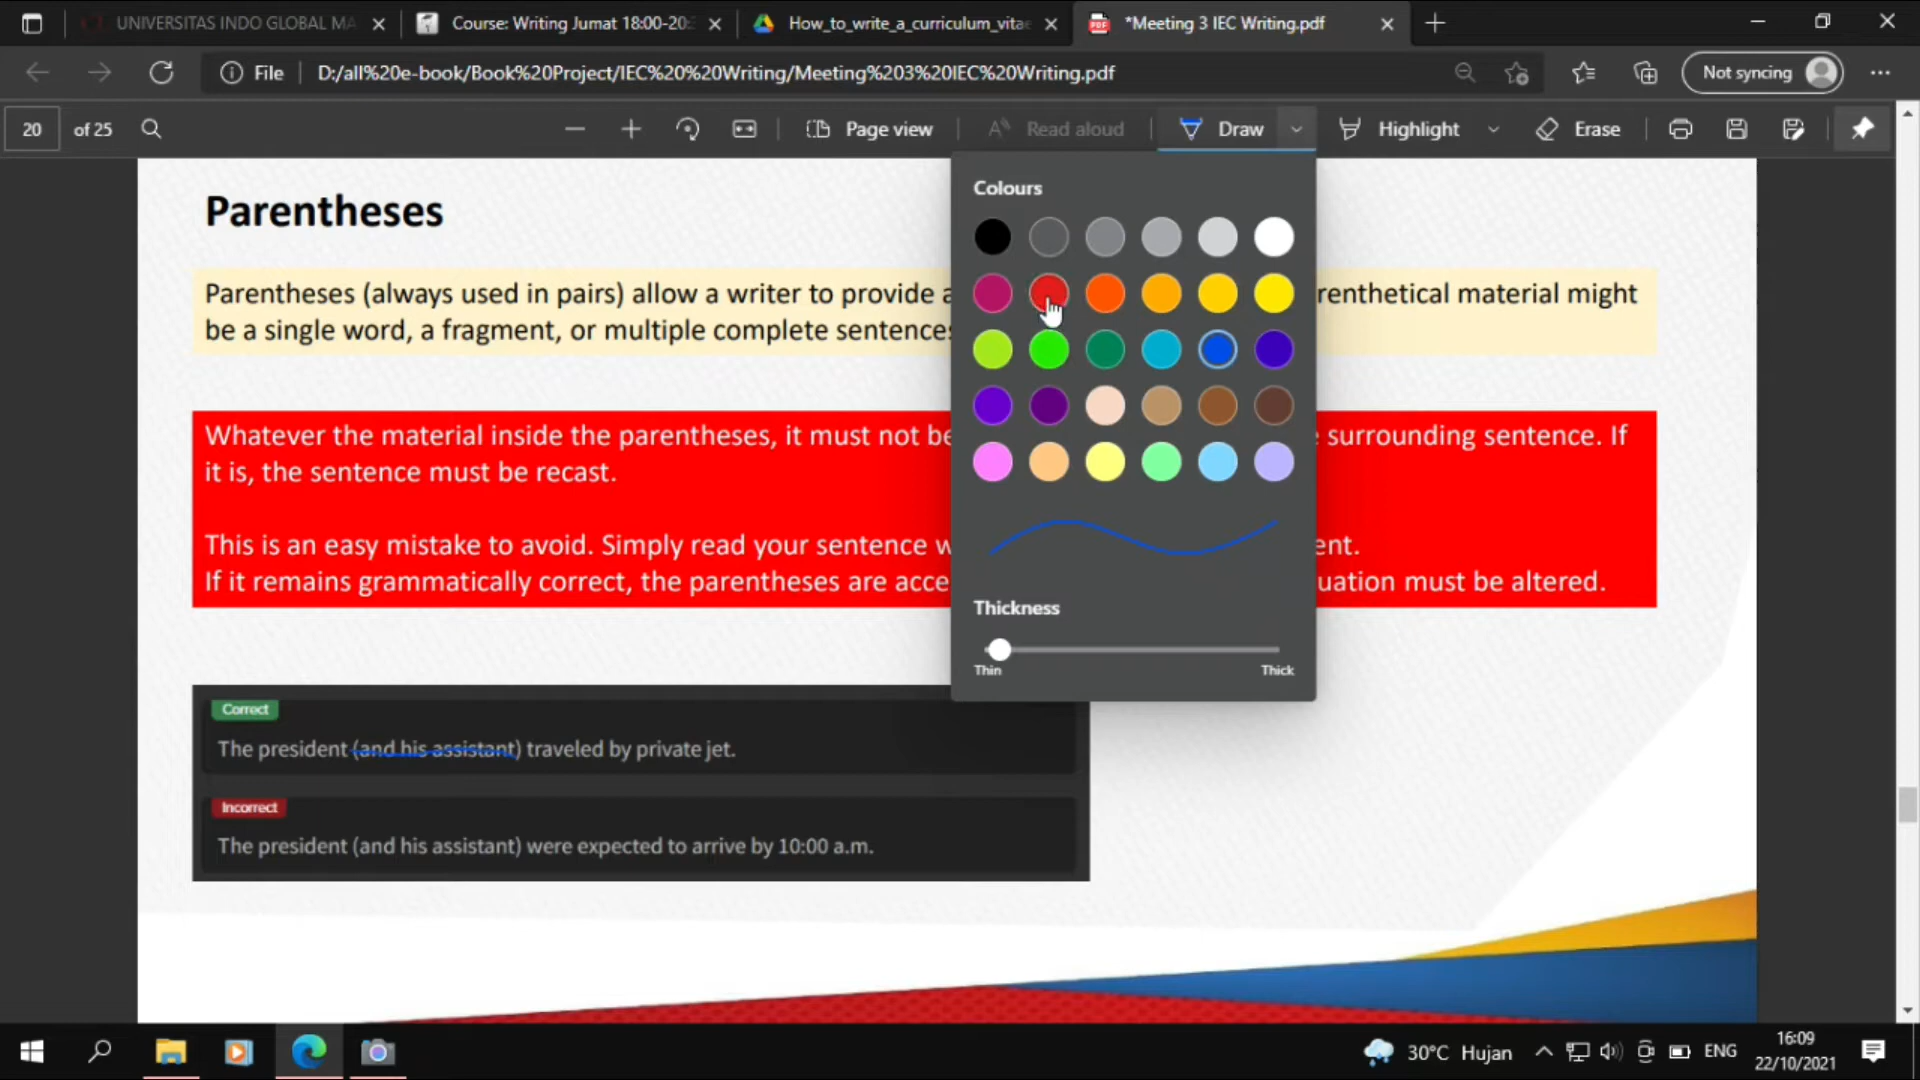 UNIVERSITAS INDO GLOBAL MA
Course: Writing Jumat 18:00-20:
How_to_write_a_curriculum_vitae
*Meeting 3 IEC Writing.pdf
File
D:/all%20e-book/Book%20Project/IEC%20%20Writing/Meeting%203%20IEC%20Writing.pdf
Not syncing
20 of 25
Page view
Read aloud
Draw
Highlight
Erase
Colours
Thickness
Thin
Thick
Parentheses
Parentheses (always used in pairs) allow a writer to provide a renthetical material might
be a single word, a fragment, or multiple complete sentences
Whatever the material inside the parentheses, it must not be surrounding sentence. If
it is, the sentence must be recast.
This is an easy mistake to avoid. Simply read your sentence w ent.
If it remains grammatically correct, the parentheses are acce uation must be altered.
Correct
The president (and his assistant) traveled by private jet.
Incorrect
The president (and his assistant) were expected to arrive by 10:00 a.m.
30°C Hujan
ENG
16:09
22/10/2021